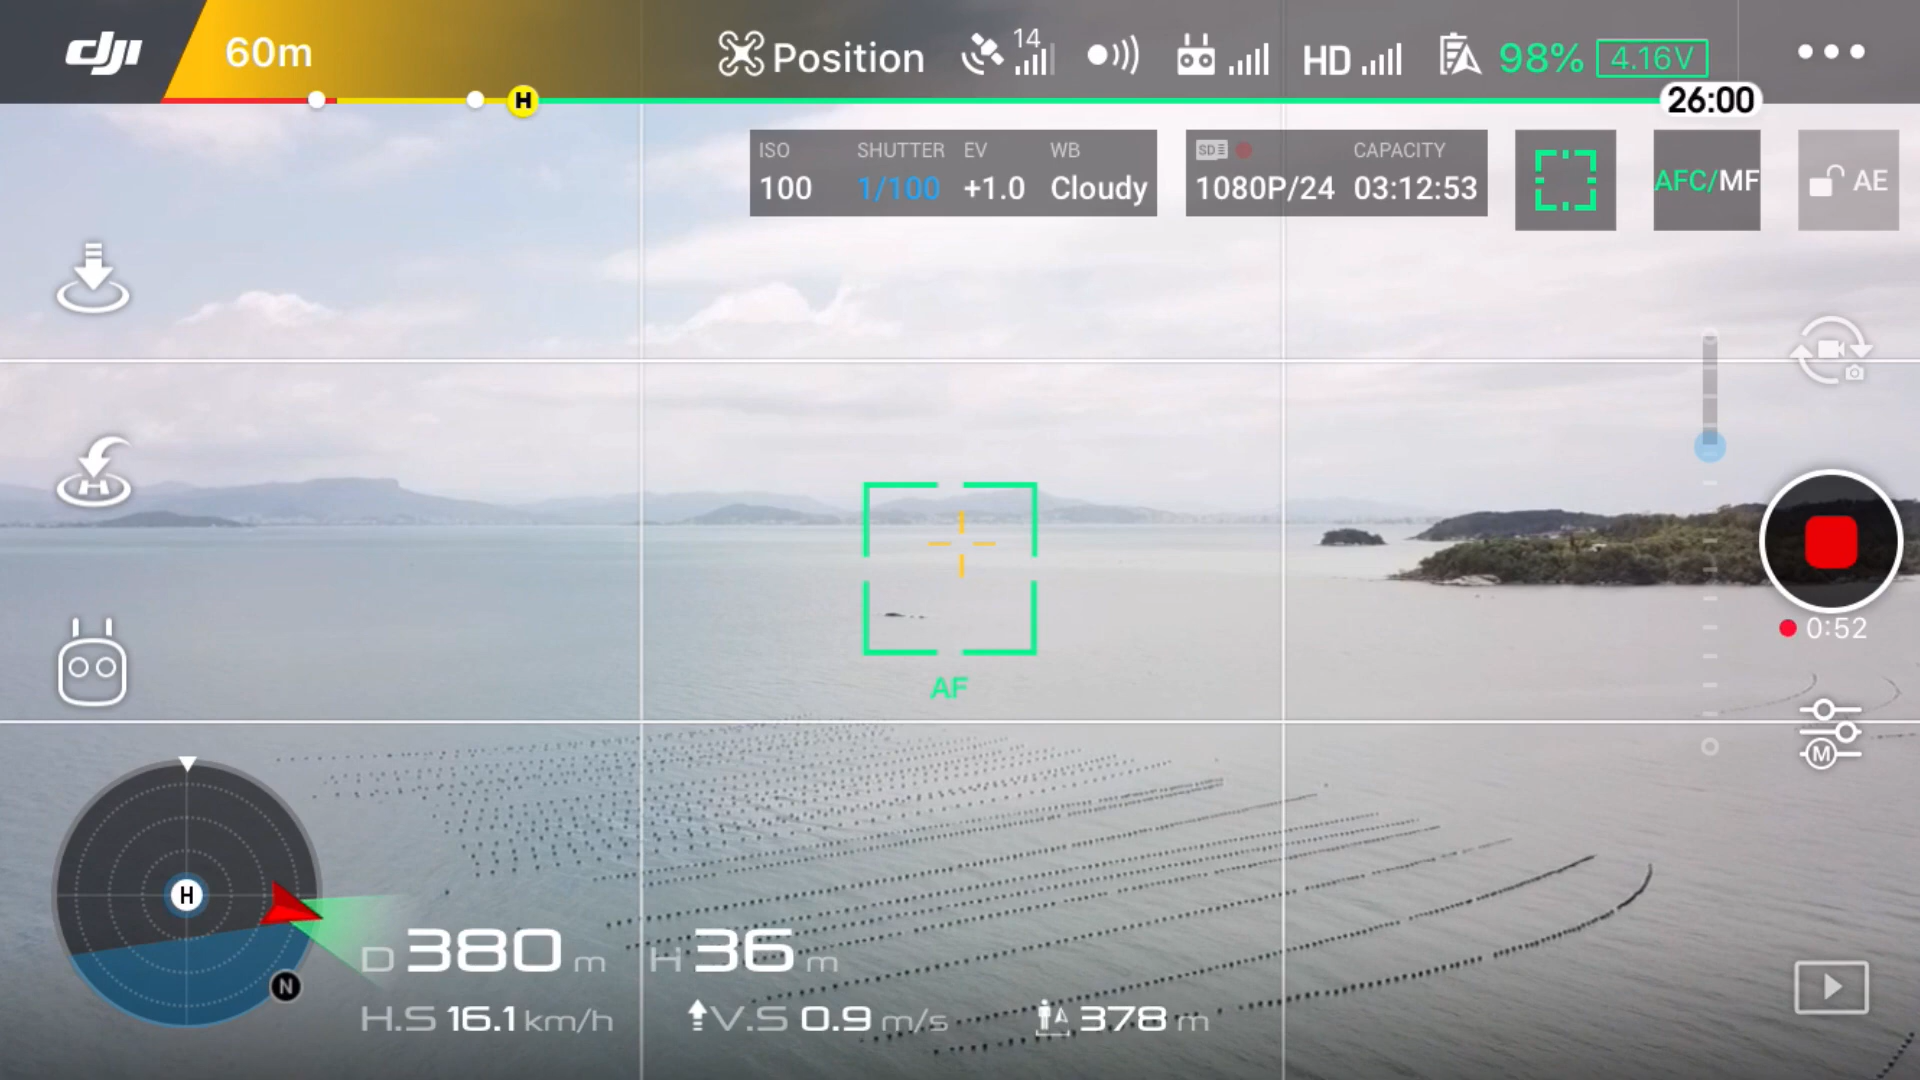 dji 60m Position 14 HD 98% 4.16V
H 26:00
ISO SHUTTER EV WB SD CAPACITY
100 1/100 +1.0 Cloudy 1080P/24 03:12:53 AFC/MF AE
AF
0:52
M
H
N
D 380 m H 36 m
H.S 16.1 km/h V.S 0.9 m/s 378 m
H